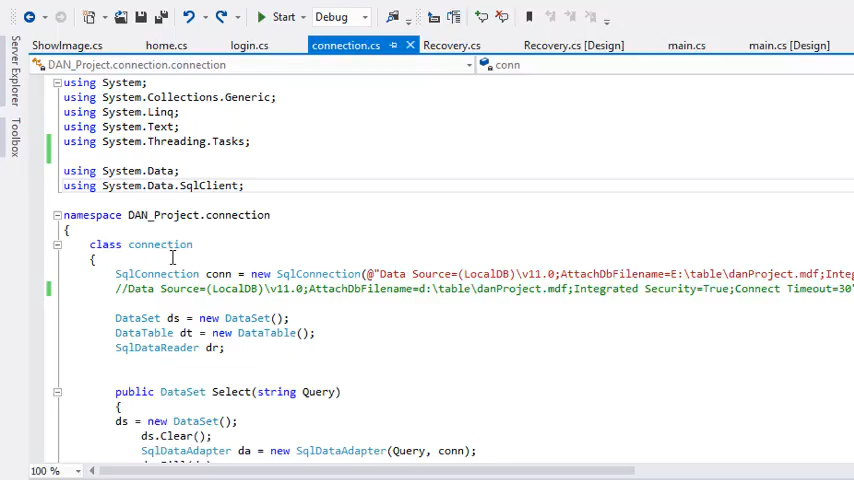 Start
Debug
ShowImage.cs
home.cs
login.cs
connection.cs
Recovery.cs
Recovery.cs [Design]
main.cs
main.cs [Design]
Server Explorer
Toolbox
DAN_Project.connection.connection
conn
using System;
using System.Collections.Generic;
using System.Linq;
using System.Text;
using System.Threading.Tasks;
using System.Data;
using System.Data.SqlClient;
namespace DAN_Project.connection
{
class connection
{
SqlConnection conn = new SqlConnection(@"Data Source=(LocalDB)\v11.0;AttachDbFilename=E:\table\danProject.mdf;Inte
//Data Source=(LocalDB)\v11.0;AttachDbFilename=d:\table\danProject.mdf;Integrated Security=True;Connect Timeout=30
DataSet ds = new DataSet();
DataTable dt = new DataTable();
SqlDataReader dr;
public DataSet Select(string Query)
{
ds = new DataSet();
ds.Clear();
SqlDataAdapter da = new SqlDataAdapter(Query, conn);
100 %